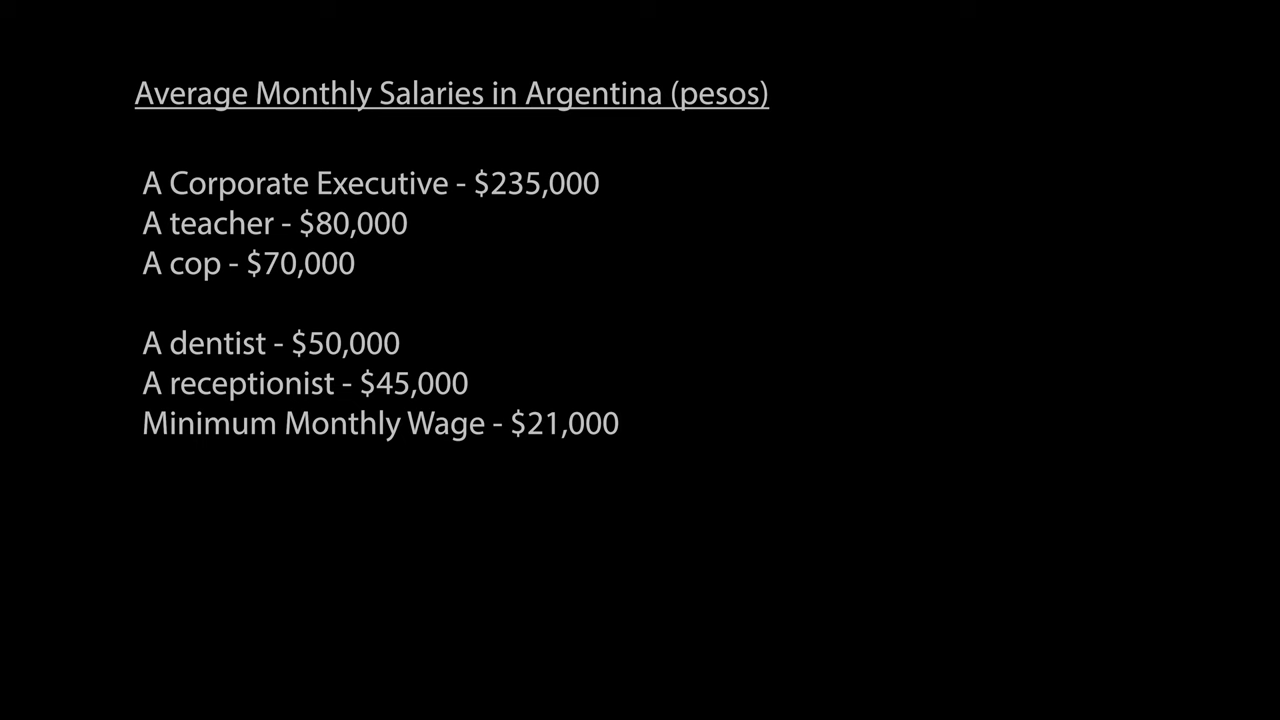 Average Monthly Salaries in Argentina (pesos)
A Corporate Executive - $235,000
A teacher - $80,000
A cop - $70,000
A dentist - $50,000
A receptionist - $45,000
Minimum Monthly Wage - $21,000